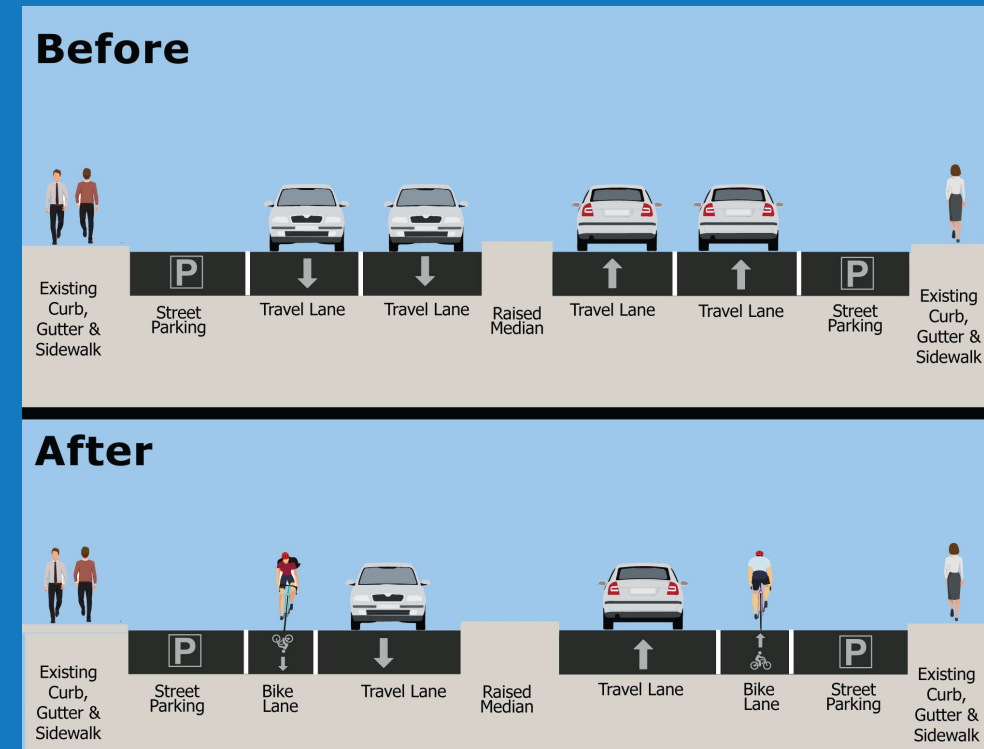 Before
P
P
Existing
Curb,
Gutter &
Sidewalk
Street
Parking
Travel Lane
Travel Lane
Raised
Median
Travel Lane
Travel Lane
Street
Parking
Existing
Curb,
Gutter &
Sidewalk
After
P
P
Existing
Curb,
Gutter &
Sidewalk
Street
Parking
Bike
Lane
Travel Lane
Raised
Median
Travel Lane
Bike
Lane
Street
Parking
Existing
Curb,
Gutter &
Sidewalk